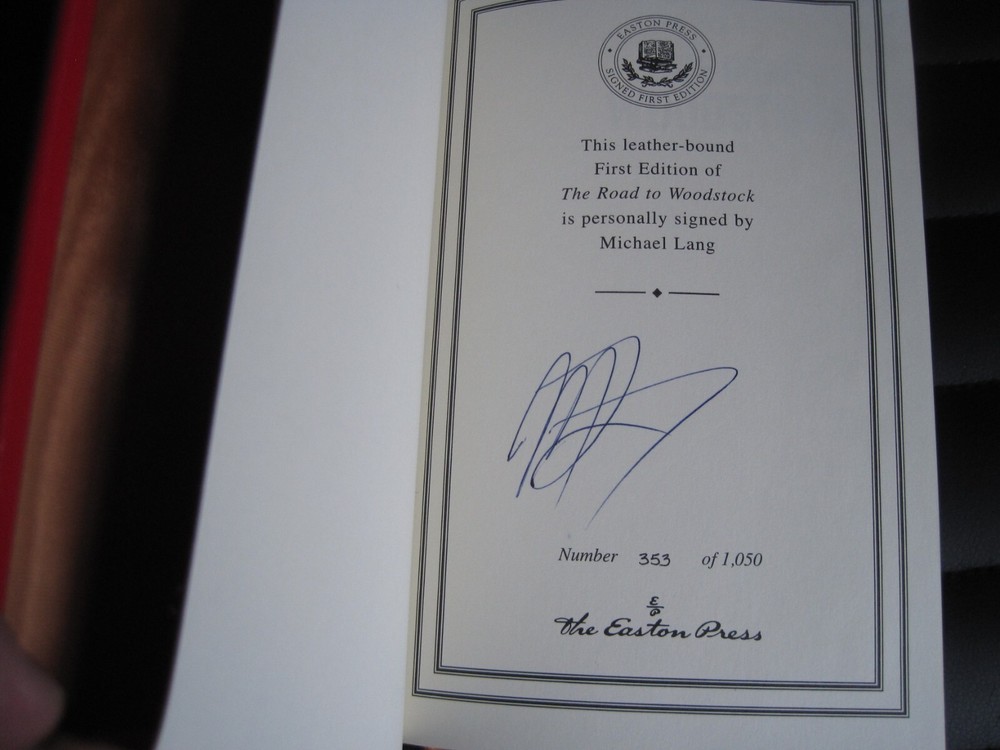 EASTON PRESS
SIGNED FIRST EDITION
This leather-bound
First Edition of
The Road to Woodstock
is personally signed by
Michael Lang
Number 353 of 1,050
E
P
the Easton Press